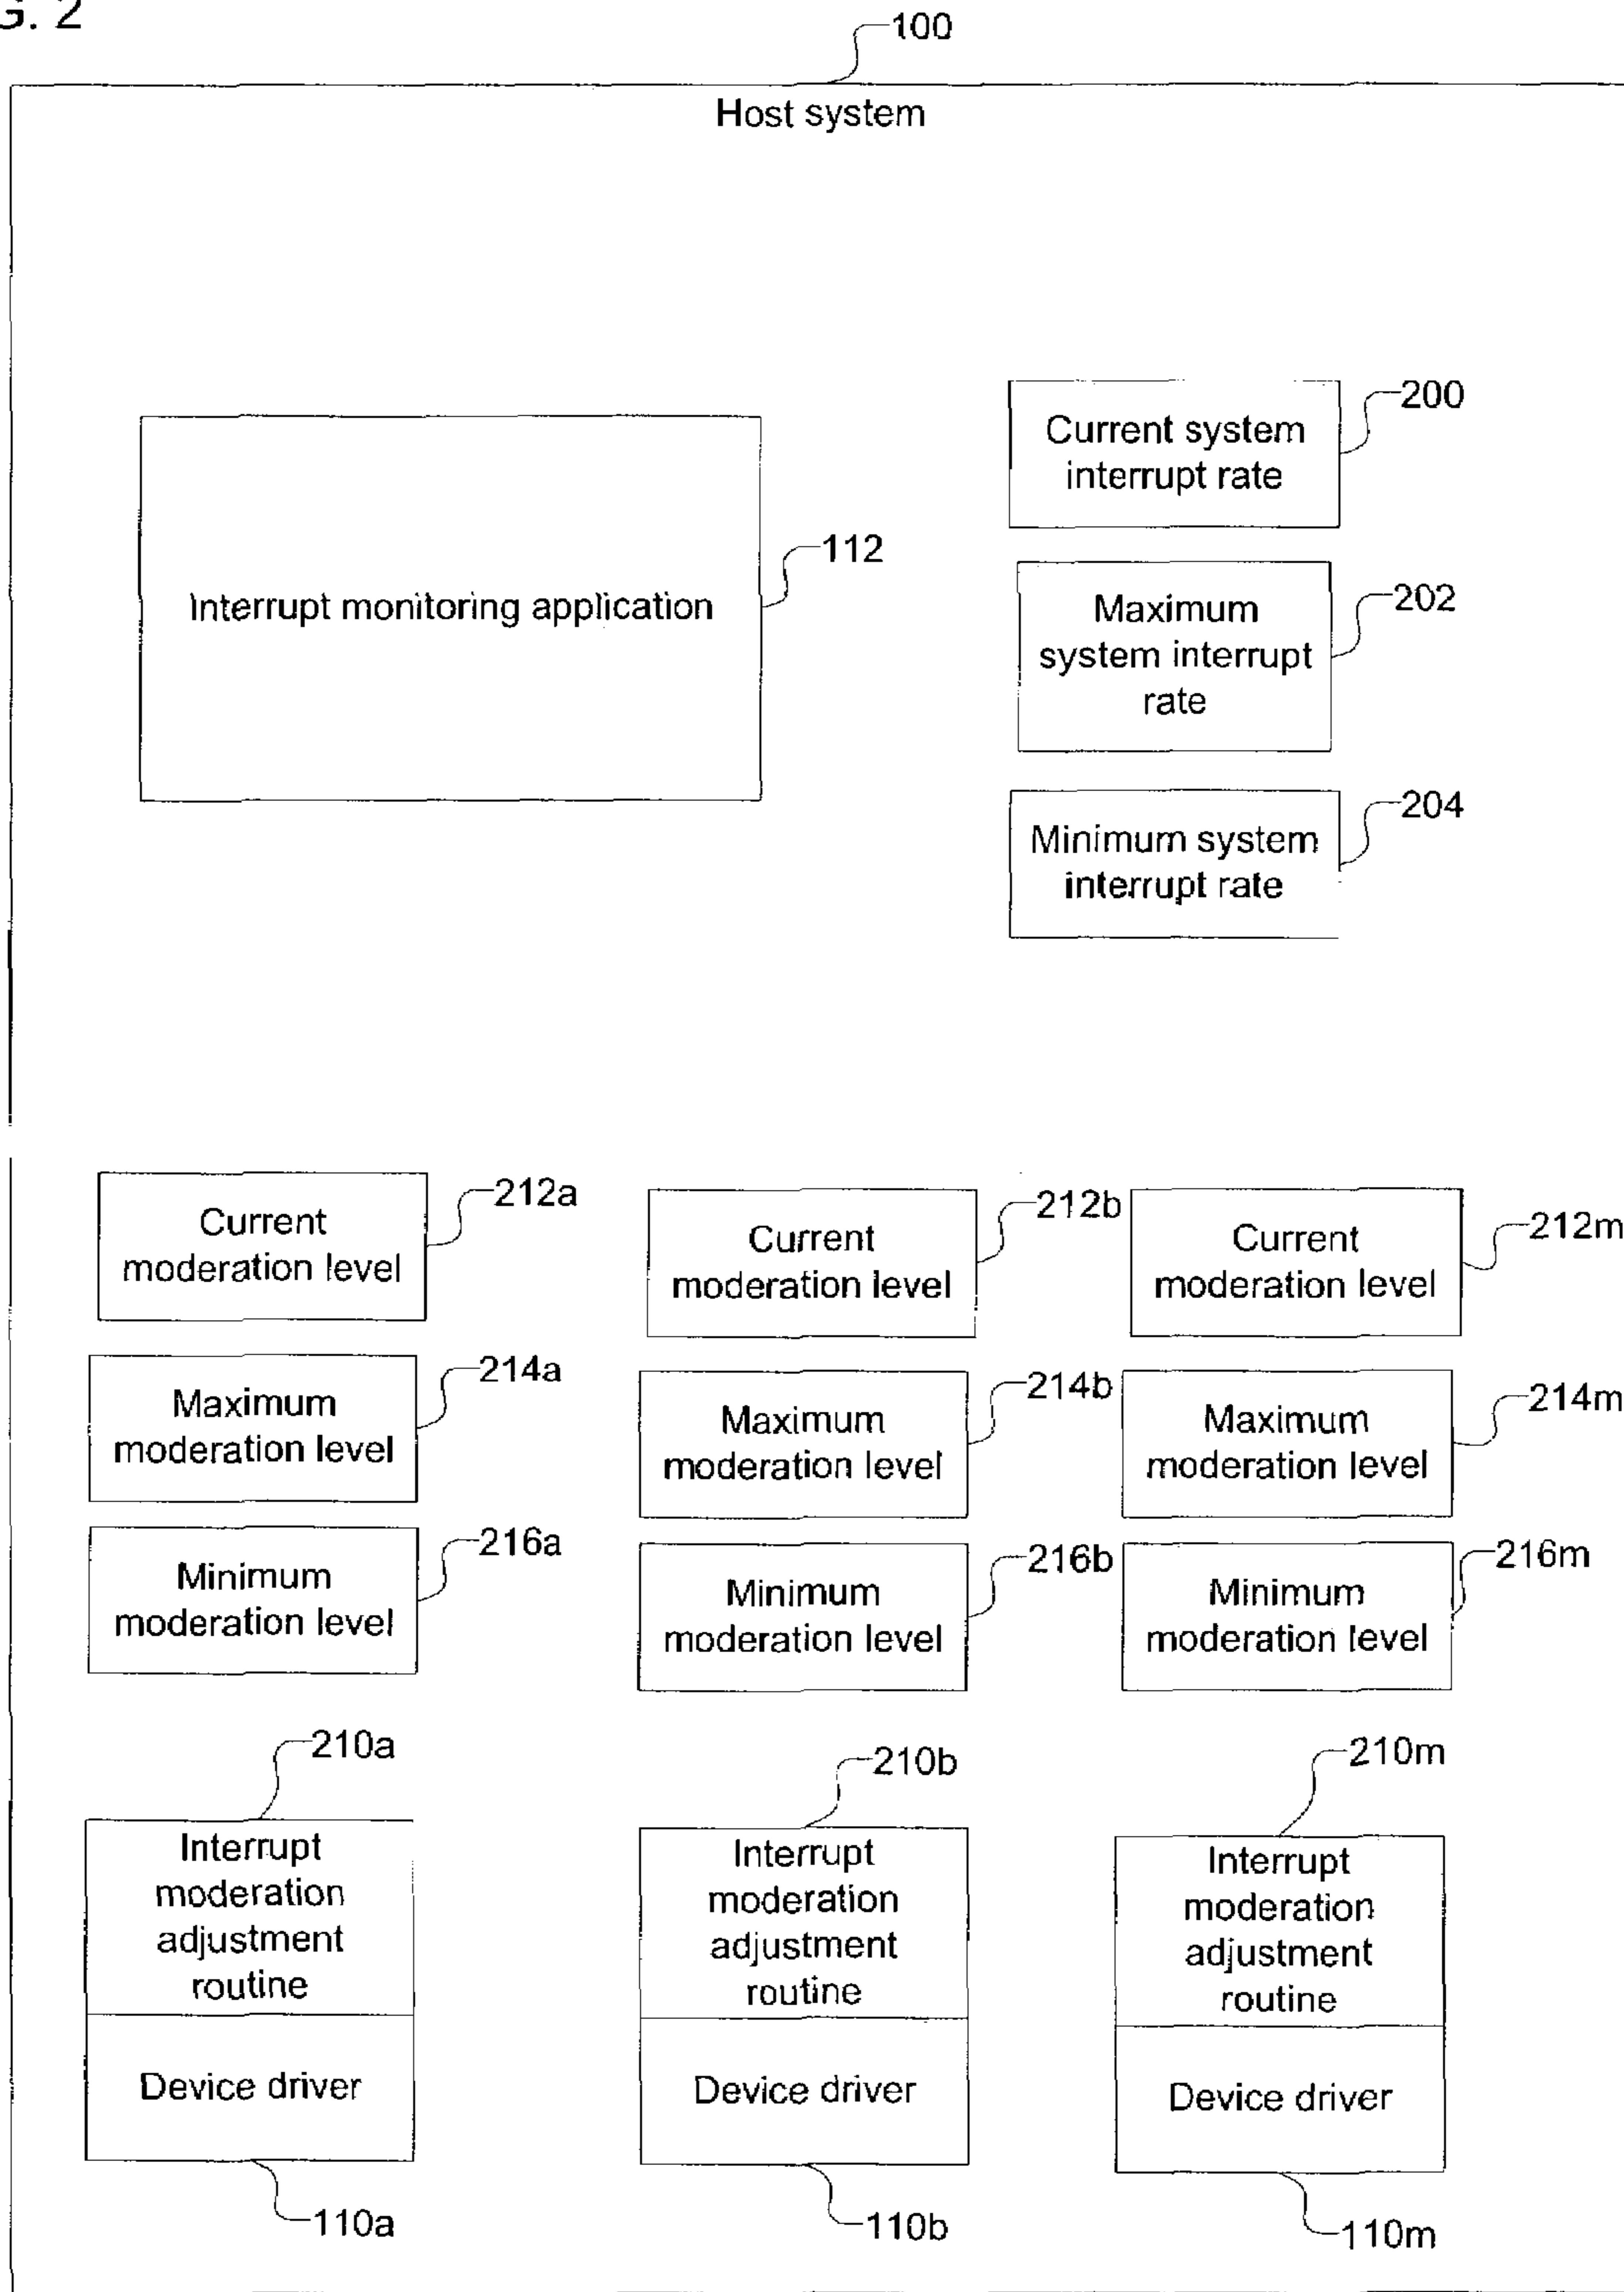 G. 2
100
Host system
200
Current system
interrupt rate
112
Interrupt monitoring application
202
Maximum
system interrupt
rate
204
Minimum system
interrupt rate
212a
Current
moderation level
212b
Current
moderation level
212m
Current
moderation level
214a
Maximum
moderation level
214b
Maximum
moderation level
214m
Maximum
moderation level
216a
Minimum
moderation level
216b
Minimum
moderation level
216m
Minimum
moderation level
210a
Interrupt
moderation
adjustment
routine
Device driver
110a
210b
Interrupt
moderation
adjustment
routine
Device driver
110b
210m
Interrupt
moderation
adjustment
routine
Device driver
110m